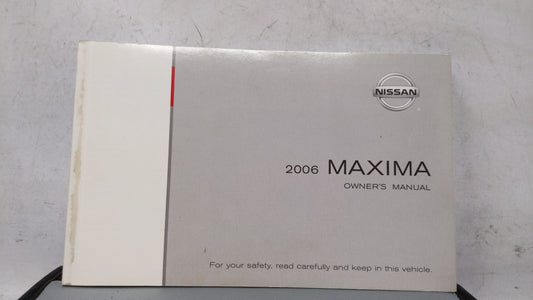 NISSAN
2006 MAXIMA
OWNER'S MANUAL
For your safety, read carefully and keep in this vehicle.